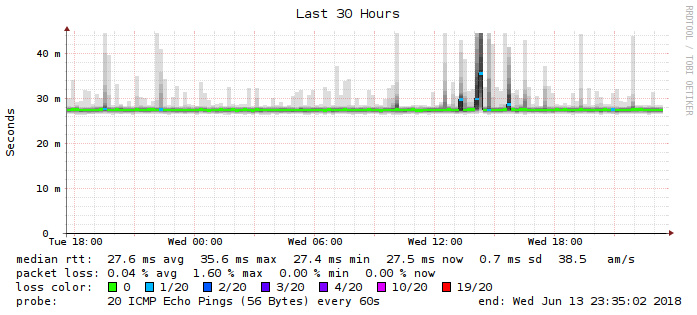 Last 30 Hours
RRDTOOL / TOBI OETIKER
Seconds
40 m
30 m
20 m
10 m
0
Tue 18:00 Wed 00:00 Wed 06:00 Wed 12:00 Wed 18:00
median rtt: 27.6 ms avg 35.6 ms max 27.4 ms min 27.5 ms now 0.7 ms sd 38.5 am/s
packet loss: 0.04 % avg 1.60 % max 0.00 % min 0.00 % now
loss color: 0 1/20 2/20 3/20 4/20 10/20 19/20
probe: 20 ICMP Echo Pings (56 Bytes) every 60s end: Wed Jun 13 23:35:02 2018